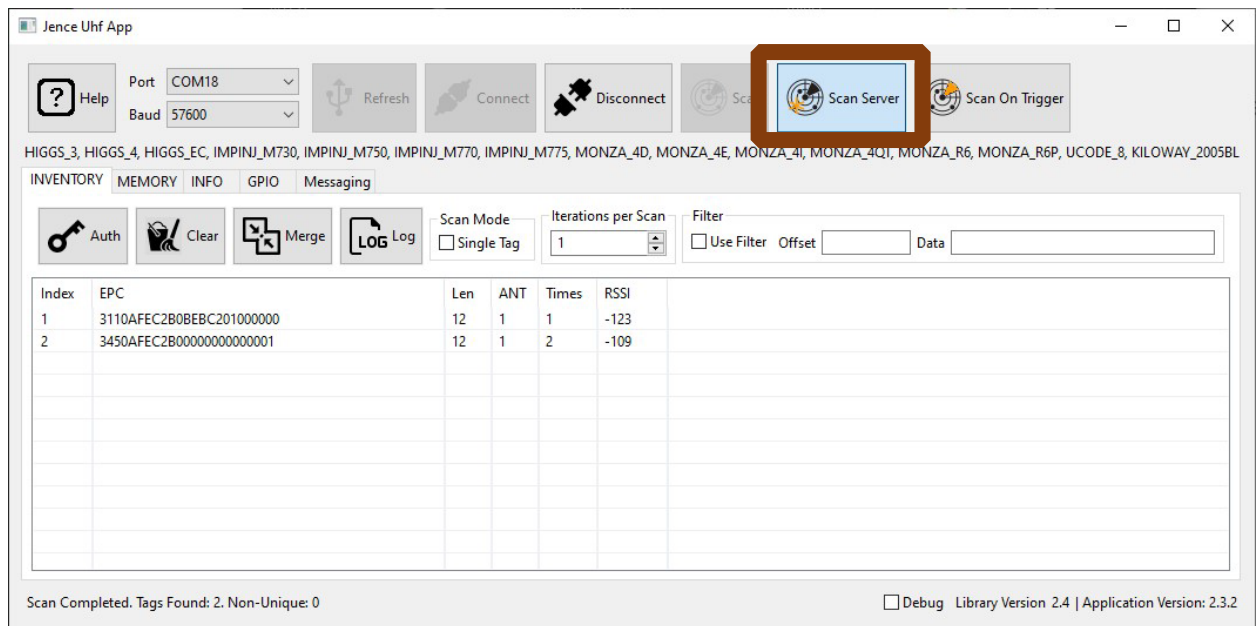 Jence Uhf App
Help
Port COM18
Baud 57600
Refresh
Connect
Disconnect
Scan Server
Scan On Trigger
HIGGS_3, HIGGS_4, HIGGS_EC, IMPINJ_M730, IMPINJ_M750, IMPINJ_M770, IMPINJ_M775, MONZA_4D, MONZA_4E, MONZA_4I, MONZA_4QT, MONZA_R6, MONZA_R6P, UCODE_8, KILOWAY_2005BL
INVENTORY MEMORY INFO GPIO Messaging
Auth
Clear
Merge
LOG Log
Scan Mode
Single Tag
Iterations per Scan
1
Filter
Use Filter Offset Data
Index EPC Len ANT Times RSSI
1 3110AFEC2B0BEBC201000000 12 1 1 -123
2 3450AFEC2B00000000000001 12 1 2 -109
Scan Completed. Tags Found: 2. Non-Unique: 0
Debug Library Version 2.4 | Application Version: 2.3.2